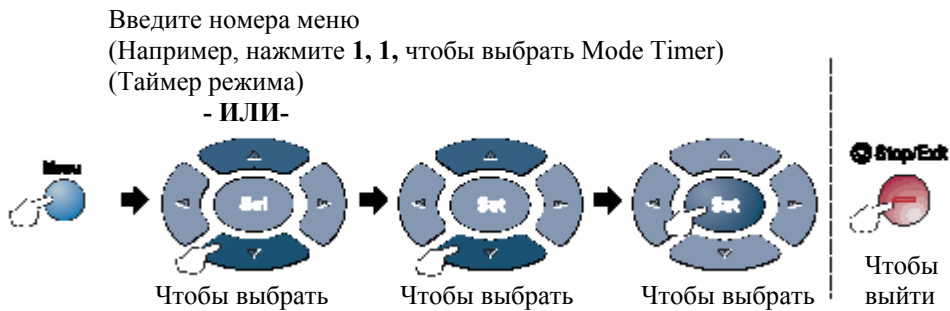 Введите номера меню
(Например, нажмите 1, 1, чтобы выбрать Mode Timer)
(Таймер режима)
- ИЛИ-
Menu
Set
Set
Set
Stop/Exit
Чтобы выбрать
Чтобы выбрать
Чтобы выбрать
Чтобы
выйти